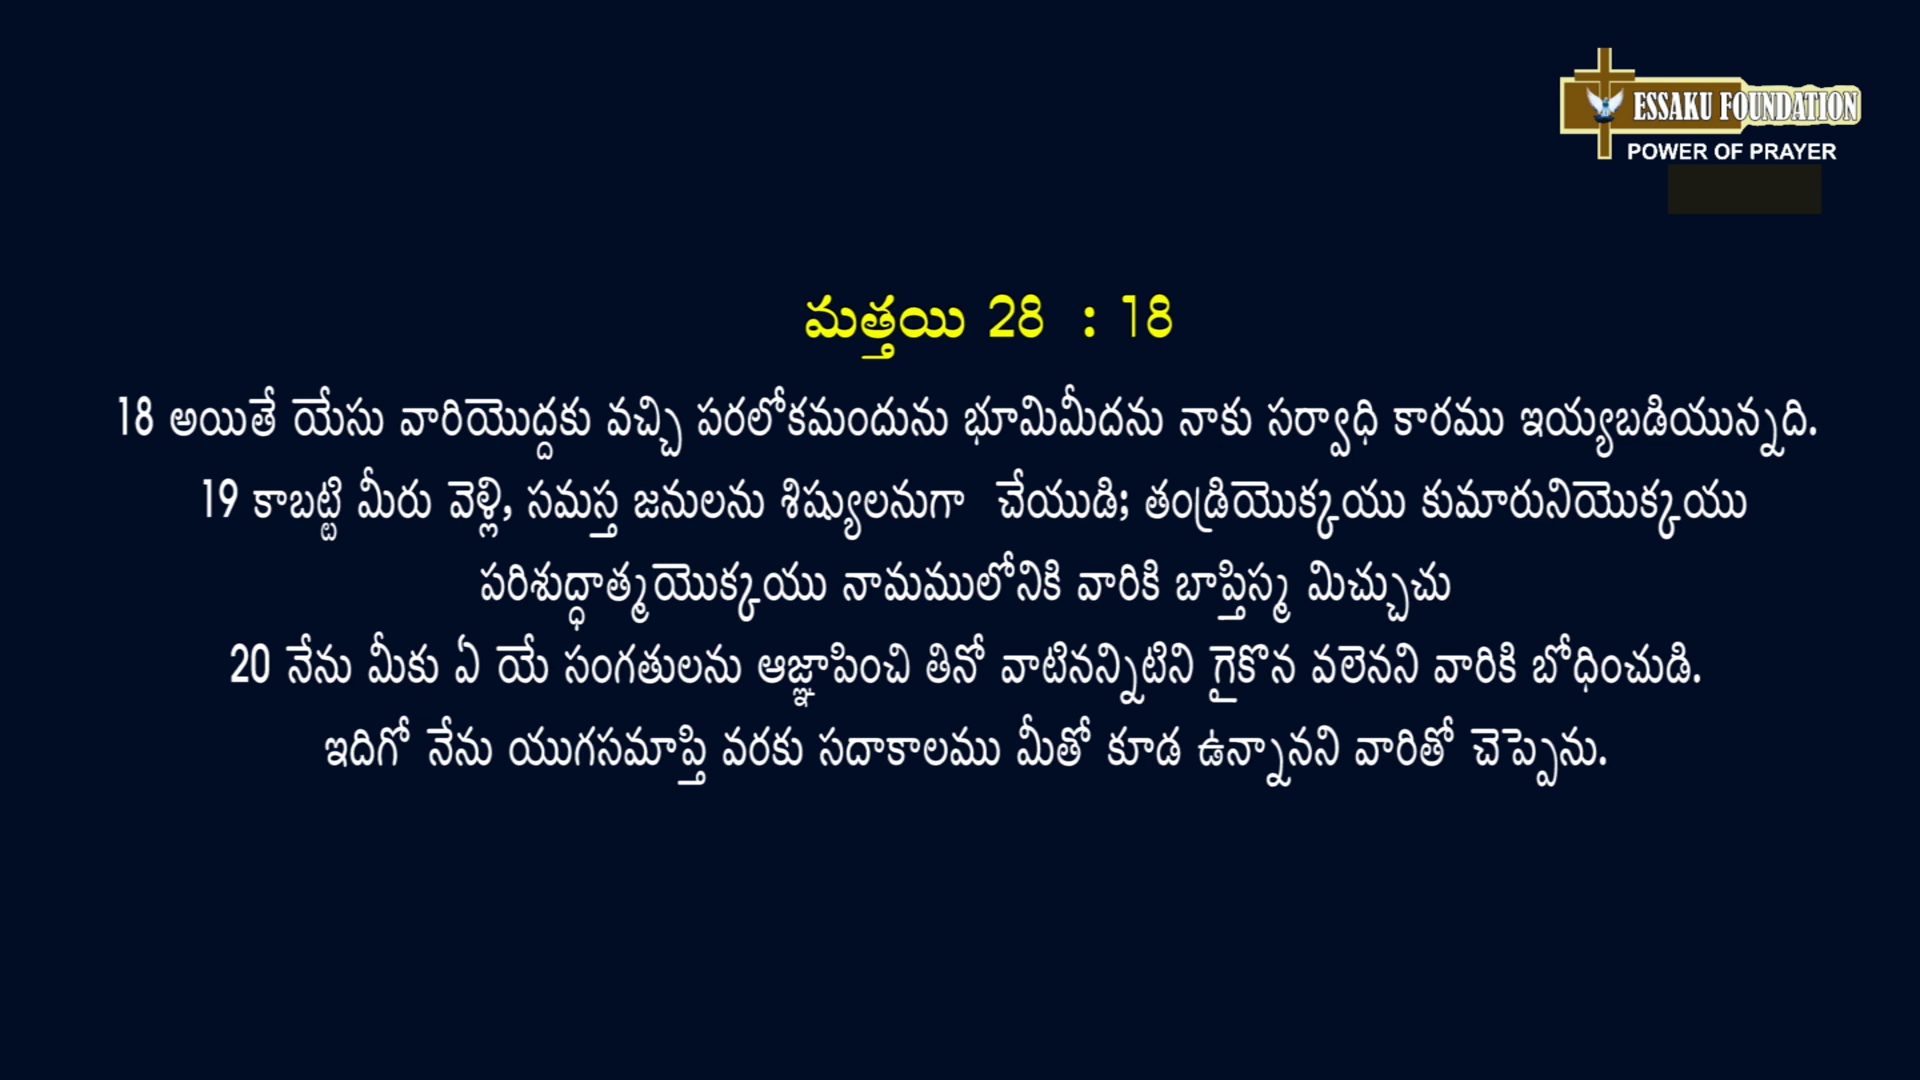 ESSAKU FOUNDATION
POWER OF PRAYER
మత్తయి 28 : 18
18 అయితే యేసు వారియొద్దకు వచ్చి పరలోకమందును భూమిమీదను నాకు సర్వాధి కారము ఇయ్యబడియున్నది.
19 కాబట్టి మీరు వెళ్లి, సమస్త జనులను శిష్యులనుగా చేయుడి; తండ్రియొక్కయు కుమారునియొక్కయు
పరిశుద్ధాత్మయొక్కయు నామములోనికి వారికి బాప్తిస్మ మిచ్చుచు
20 నేను మీకు ఏ యే సంగతులను ఆజ్ఞాపించి తినో వాటినన్నిటిని గైకొన వలెనని వారికి బోధించుడి.
ఇదిగో నేను యుగసమాప్తి వరకు సదాకాలము మీతో కూడ ఉన్నానని వారితో చెప్పెను.